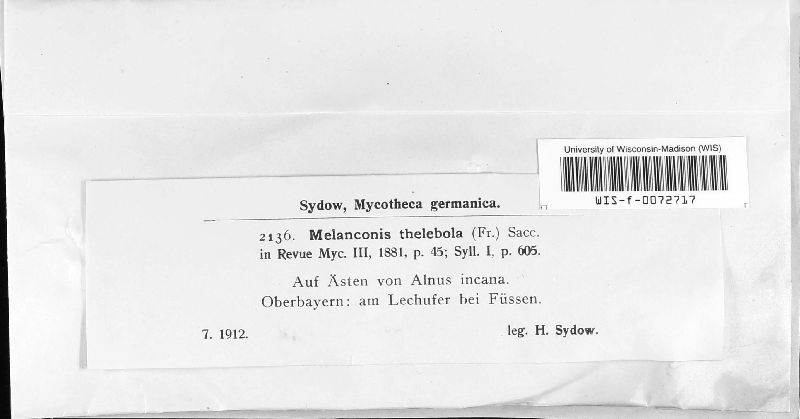 University of Wisconsin-Madison (WIS)
WIS-f-0072717
Sydow, Mycotheca germanica.
2136. Melanconis thelebola (Fr.) Sacc.
in Revue Myc. III, 1881, p. 45; Syll. I, p. 605.
Auf Ästen von Alnus incana.
Oberbayern: am Lechufer bei Füssen.
7. 1912. leg. H. Sydow.